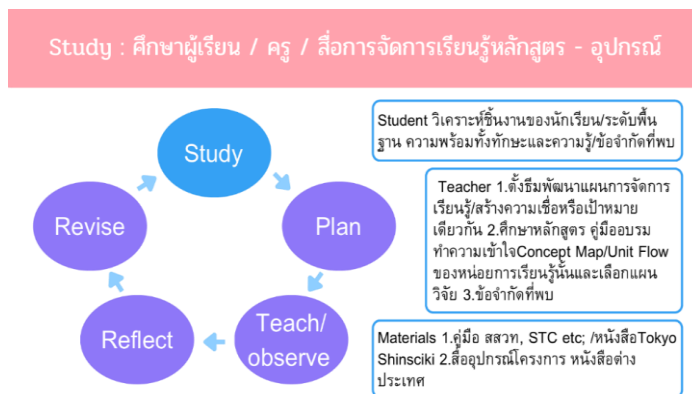 Study : ศึกษาผู้เรียน / ครู / สื่อการจัดการเรียนรู้หลักสูตร - อุปกรณ์
Study
Plan
Teach/
observe
Reflect
Revise
Student วิเคราะห์ชิ้นงานของนักเรียน/ระดับพื้น
ฐาน ความพร้อมทั้งทักษะและความรู้/ข้อจำกัดที่พบ
Teacher 1.ตั้งธีมพัฒนาแผนการจัดการ
เรียนรู้/สร้างความเชื่อหรือเป้าหมาย
เดียวกัน 2.ศึกษาหลักสูตร คู่มืออบรม
ทำความเข้าใจConcept Map/Unit Flow
ของหน่อยการเรียนรู้นั้นและเลือกแผน
วิจัย 3.ข้อจำกัดที่พบ
Materials 1.คู่มือ สสวท, STC etc; /หนังสือTokyo
Shinsciki 2.สื่ออุปกรณ์โครงการ หนังสือต่าง
ประเทศ